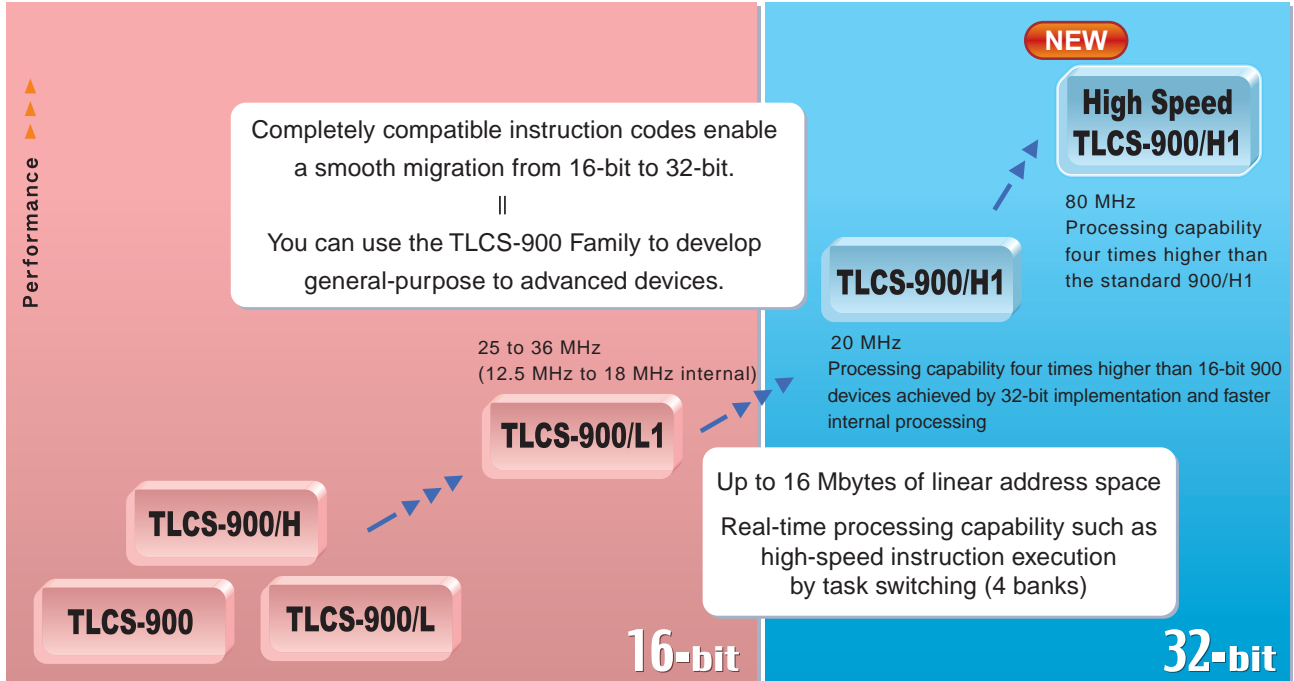 Performance
NEW
High Speed
TLCS-900/H1
80 MHz
Processing capability
four times higher than
the standard 900/H1
Completely compatible instruction codes enable
a smooth migration from 16-bit to 32-bit.
||
You can use the TLCS-900 Family to develop
general-purpose to advanced devices.
TLCS-900/H1
20 MHz
Processing capability four times higher than 16-bit 900
devices achieved by 32-bit implementation and faster
internal processing
25 to 36 MHz
(12.5 MHz to 18 MHz internal)
TLCS-900/L1
Up to 16 Mbytes of linear address space
Real-time processing capability such as
high-speed instruction execution
by task switching (4 banks)
TLCS-900/H
TLCS-900
TLCS-900/L
16-bit
32-bit